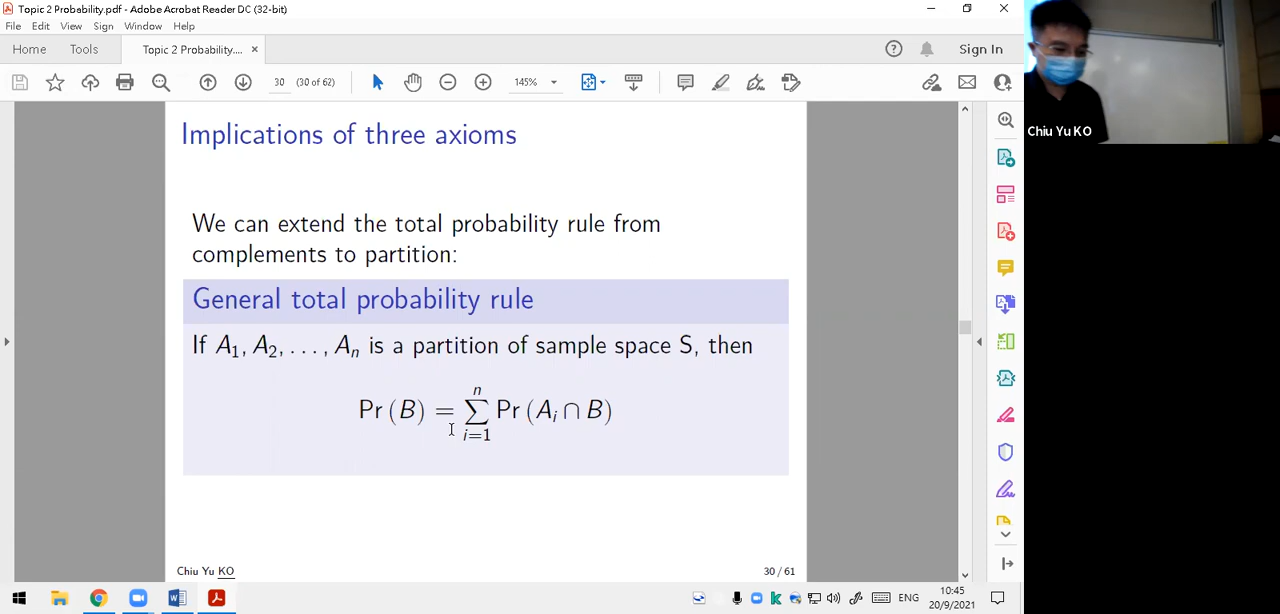 Topic 2 Probability.pdf - Adobe Acrobat Reader DC (32-bit)
File Edit View Sign Window Help
Home Tools Topic 2 Probability.... × Sign In
30 (30 of 62) 145%
Implications of three axioms
Chiu Yu KO
We can extend the total probability rule from
complements to partition:
General total probability rule
If A₁, A₂, . . . , Aₙ is a partition of sample space S, then
Pr (B) = ∑ⁿᵢ₌₁ Pr (Aᵢ ∩ B)
Chiu Yu KO 30 / 61
ENG 10:45
20/9/2021